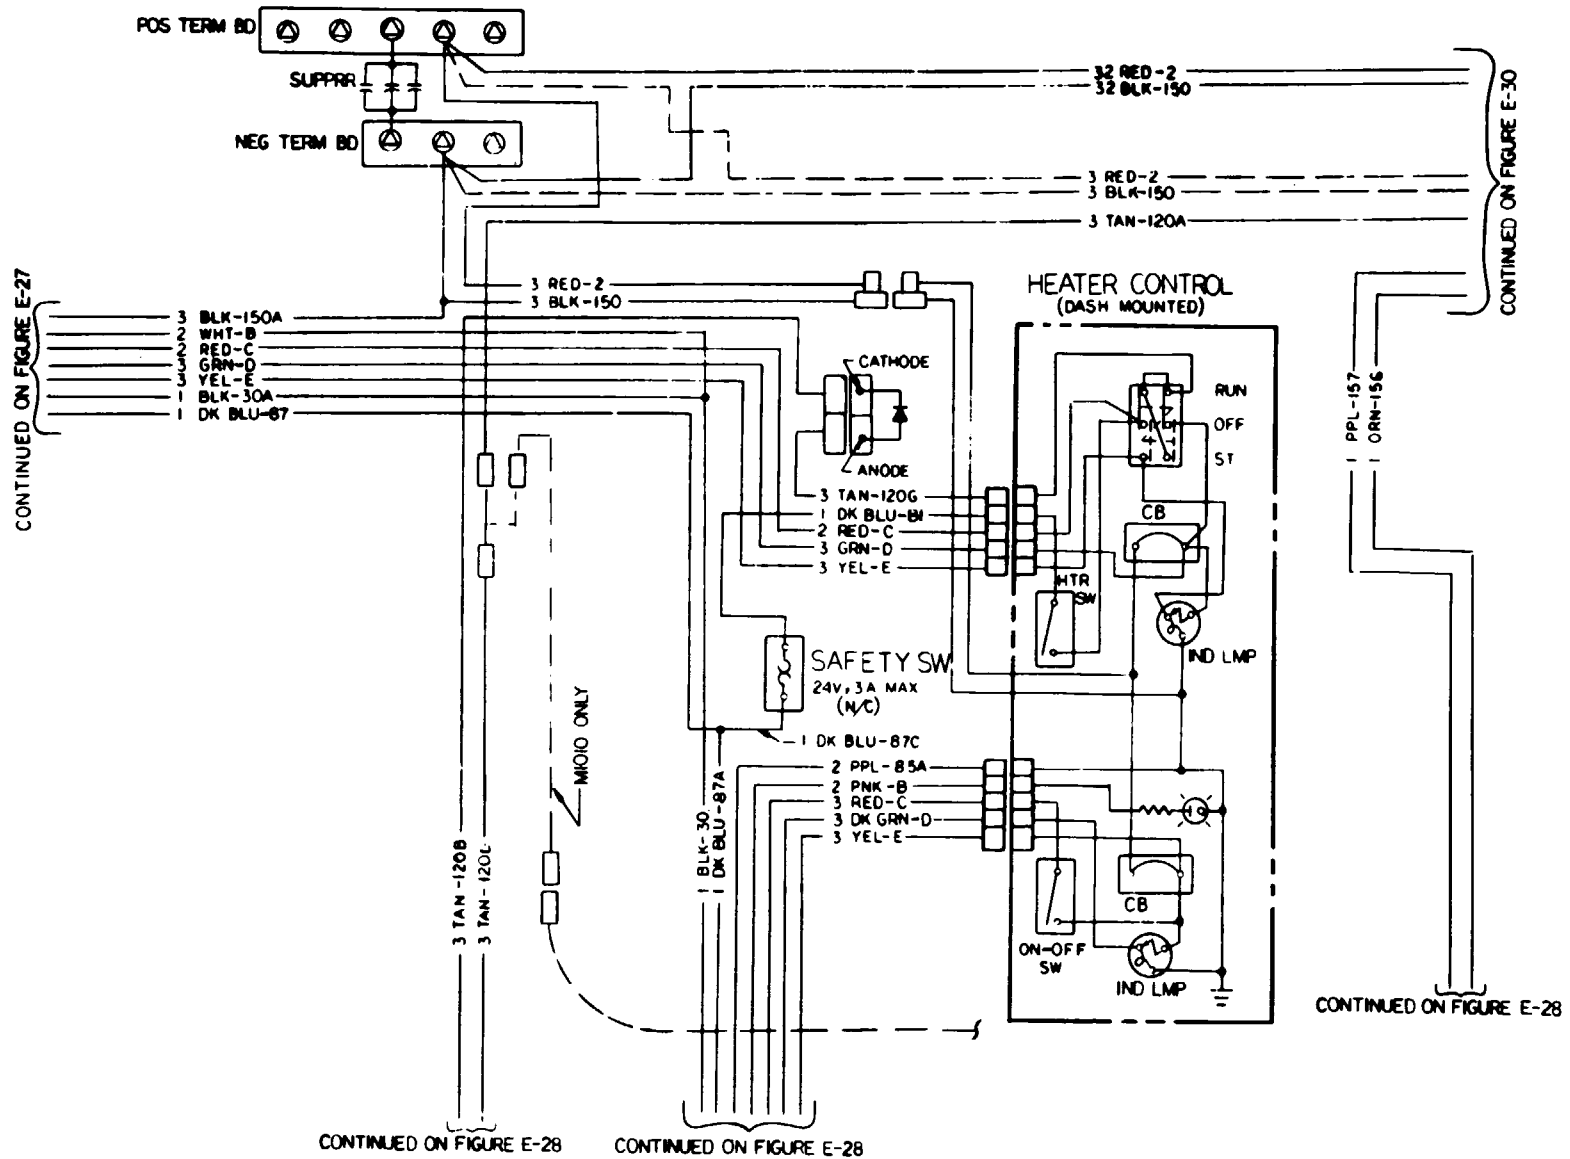 POS TERM BD
SUPPRR
NEG TERM BD
32 RED-2
32 BLK-150
3 RED-2
3 BLK-150
3 TAN-120A
CONTINUED ON FIGURE E-30
CONTINUED ON FIGURE E-27
3 RED-2
3 BLK-150
3 BLK-150A
2 WHT-B
2 RED-C
3 GRN-D
3 YEL-E
1 BLK-30A
1 DK BLU-87
HEATER CONTROL
(DASH MOUNTED)
CATHODE
ANODE
RUN
OFF
ST
CB
3 TAN-120G
1 DK BLU-B1
2 RED-C
3 GRN-D
3 YEL-E
HTR
SW
IND LMP
SAFETY SW
24V, 3A MAX
(N/C)
1 DK BLU-87C
1 PPL-157
1 ORN-156
M1010 ONLY
2 PPL-85A
2 PNK-B
3 RED-C
3 DK GRN-D
3 YEL-E
1 BLK-30
1 DK BLU-87A
3 TAN-120B
3 TAN-120L
CB
ON-OFF
SW
IND LMP
CONTINUED ON FIGURE E-28
CONTINUED ON FIGURE E-28
CONTINUED ON FIGURE E-28